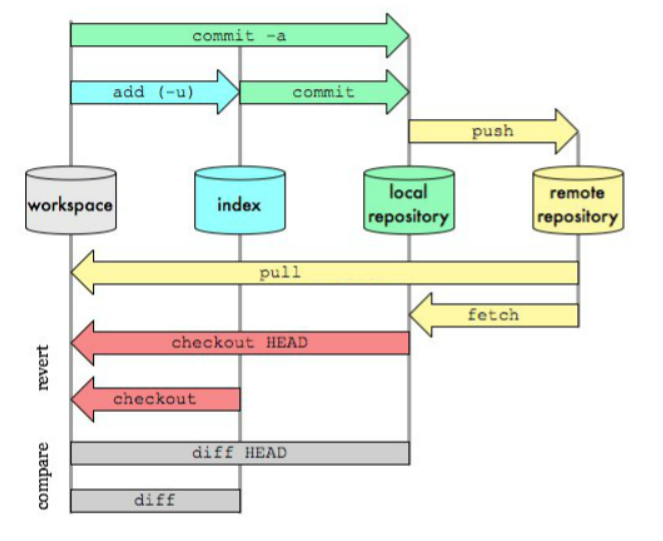 commit -a
add (-u)
commit
push
workspace
index
local
repository
remote
repository
pull
fetch
revert
checkout HEAD
checkout
compare
diff HEAD
diff